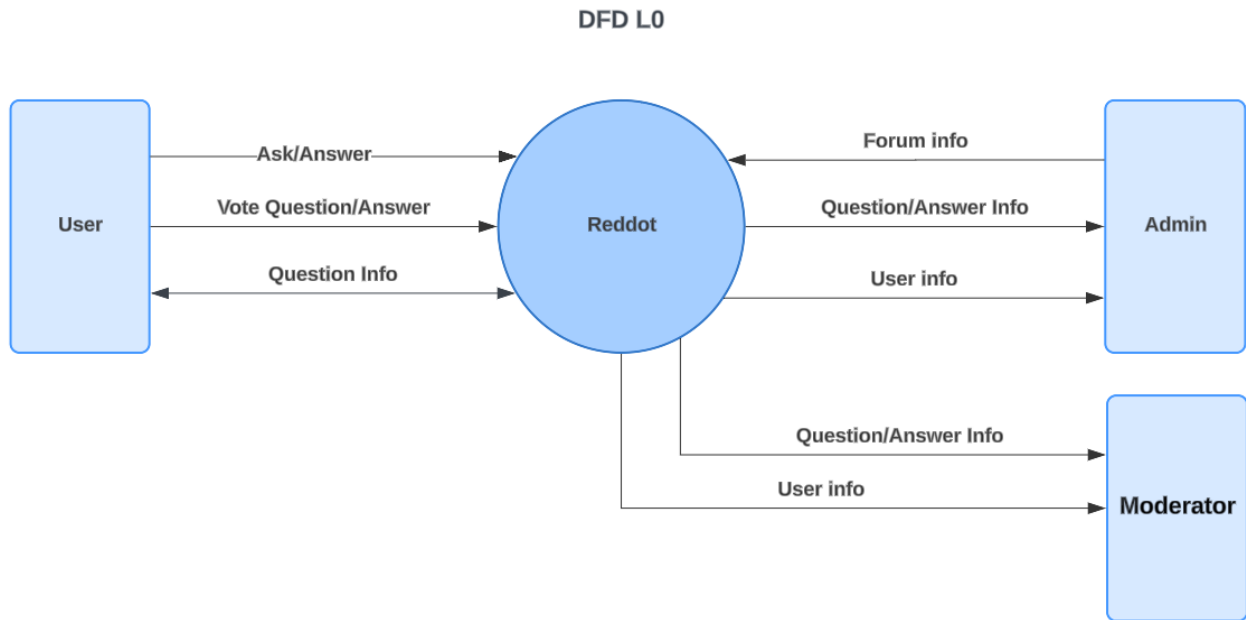 DFD L0
Ask/Answer
Forum info
Vote Question/Answer
Question/Answer Info
User
Reddot
Admin
Question Info
User info
Question/Answer Info
User info
Moderator